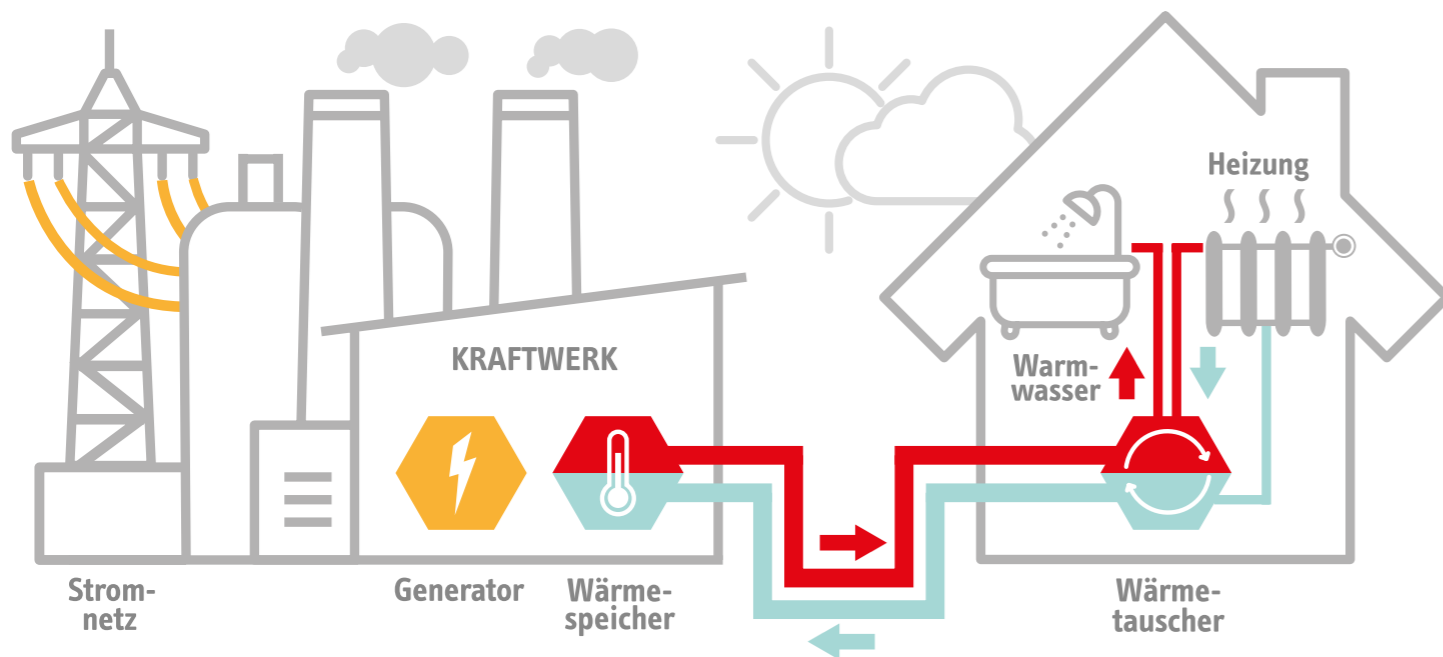 Heizung
KRAFTWERK
Warm-
wasser
Strom-
netz
Generator
Wärme-
speicher
Wärme-
tauscher